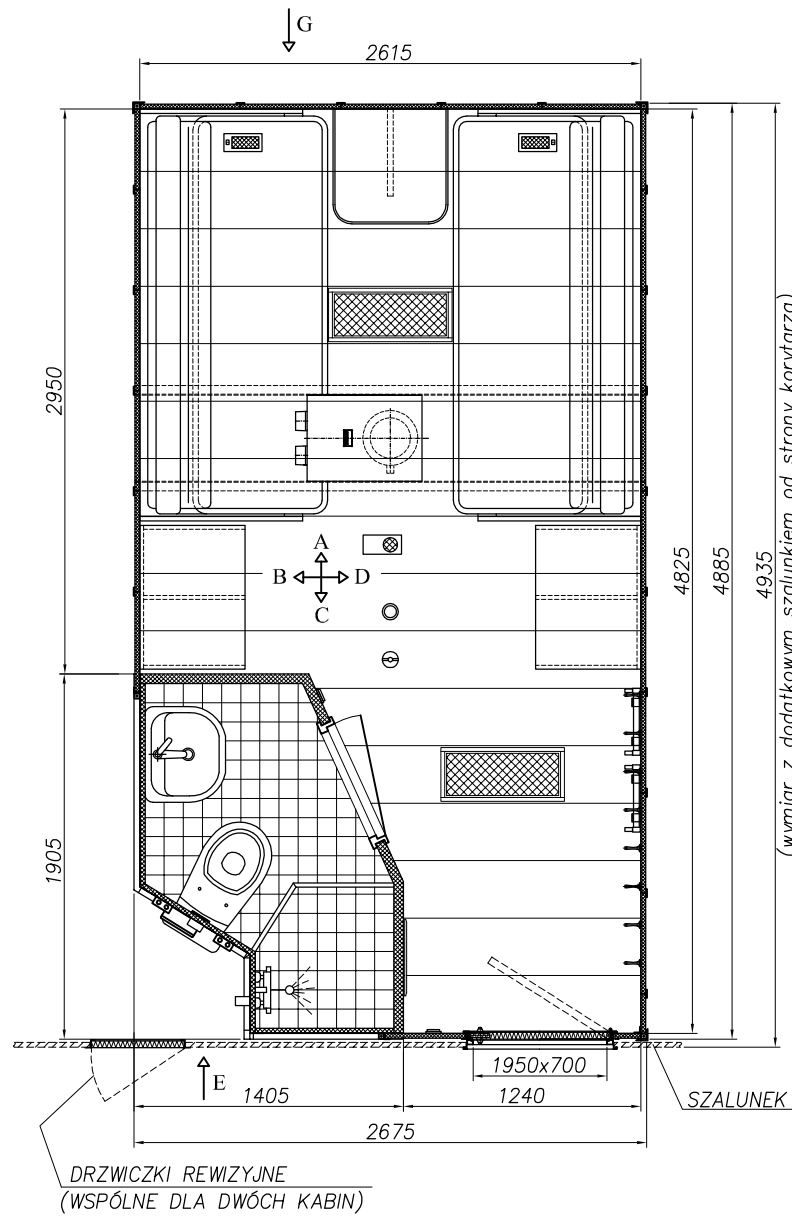 G
2615
2950
4825
4885
4935
(wymiar z dodatkowym szalunkiem od strony korytarza)
A
B
D
C
1905
1950x700
E
1405
1240
SZALUNEK
2675
DRZWICZKI REWIZYJNE
(WSPÓLNE DLA DWÓCH KABIN)